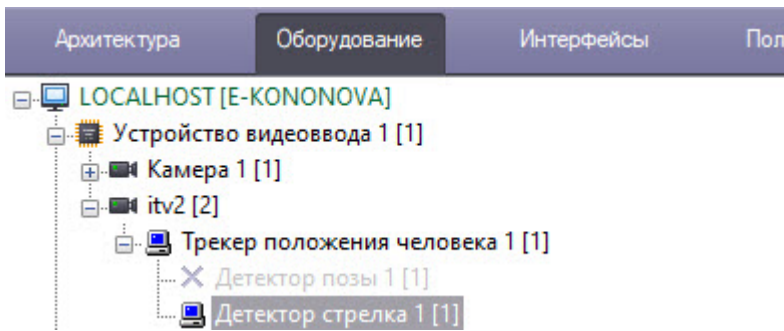 Архитектура Оборудование Интерфейсы Пол
LOCALHOST [E-KONONOVA]
Устройство видеоввода 1 [1]
Камера 1 [1]
itv2 [2]
Трекер положения человека 1 [1]
Детектор позы 1 [1]
Детектор стрелка 1 [1]